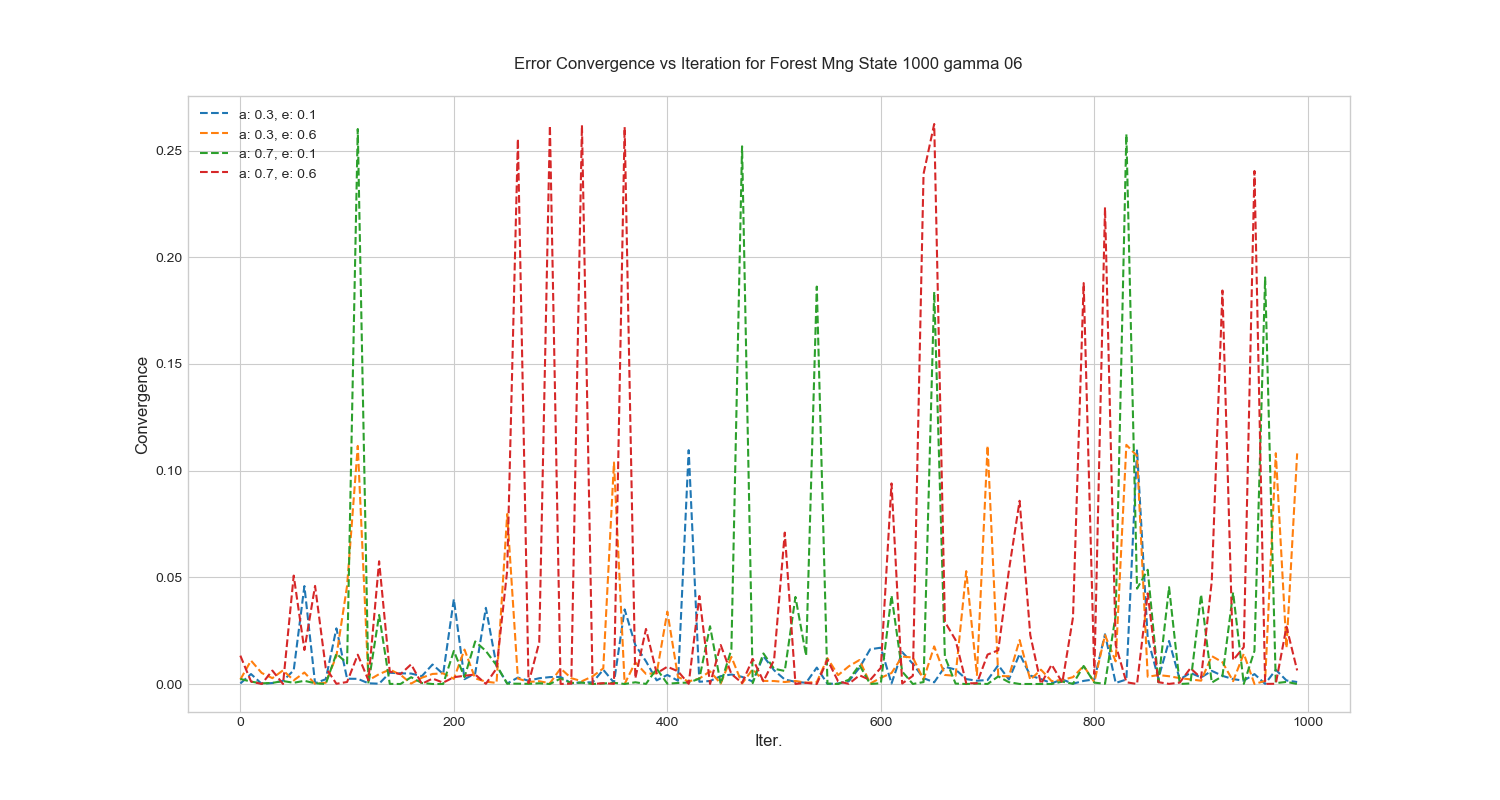 Error Convergence vs Iteration for Forest Mng State 1000 gamma 06
a: 0.3, e: 0.1
a: 0.3, e: 0.6
a: 0.7, e: 0.1
a: 0.7, e: 0.6
0.25
0.20
0.15
0.10
0.05
0.00
Convergence
0 200 400 600 800 1000
Iter.